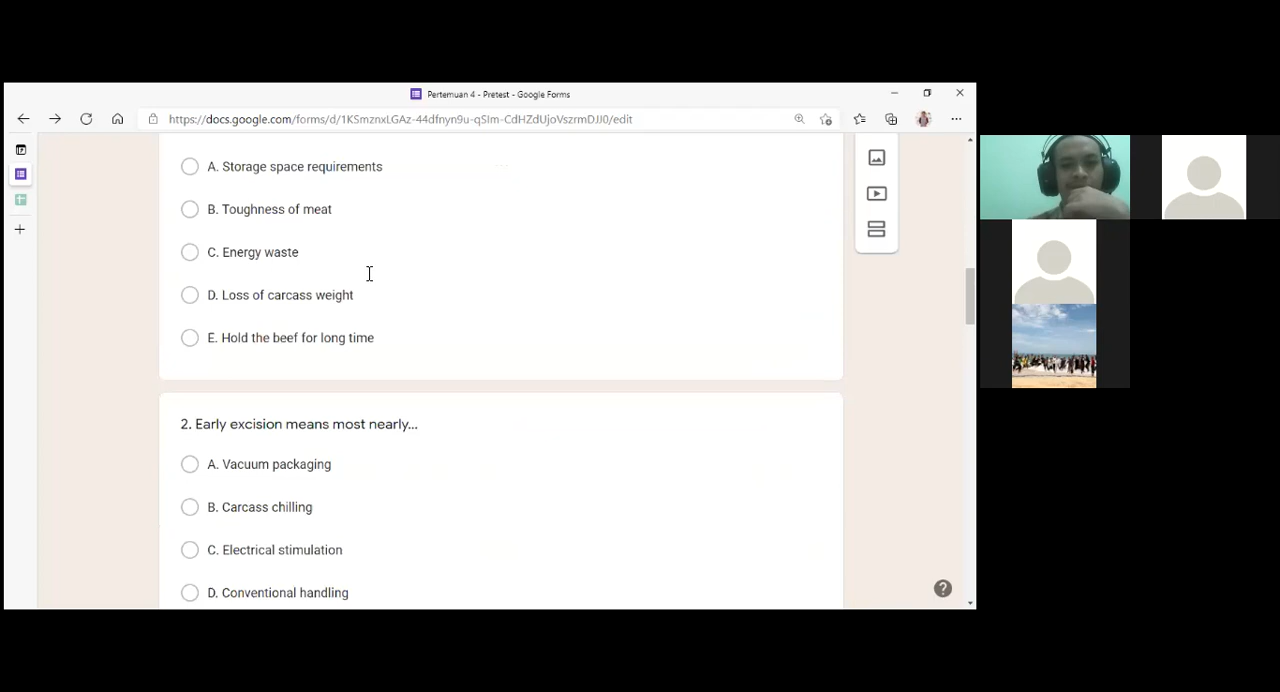 Pertemuan 4 - Pretest - Google Forms
https://docs.google.com/forms/d/1KSmznxLGAz-44dfnyn9u-qSIm-CdHZdUjoVszrmDJJ0/edit
A. Storage space requirements
B. Toughness of meat
C. Energy waste
D. Loss of carcass weight
E. Hold the beef for long time
2. Early excision means most nearly...
A. Vacuum packaging
B. Carcass chilling
C. Electrical stimulation
D. Conventional handling